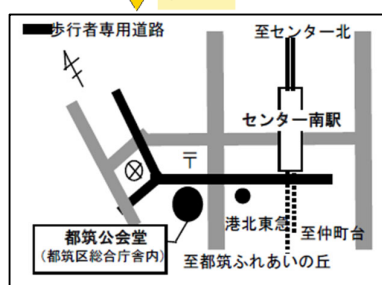 歩行者専用道路
至センター北
センター南駅
〒
港北東急
至仲町台
都筑公会堂
(都筑区総合庁舎内)
至都筑ふれあいの丘